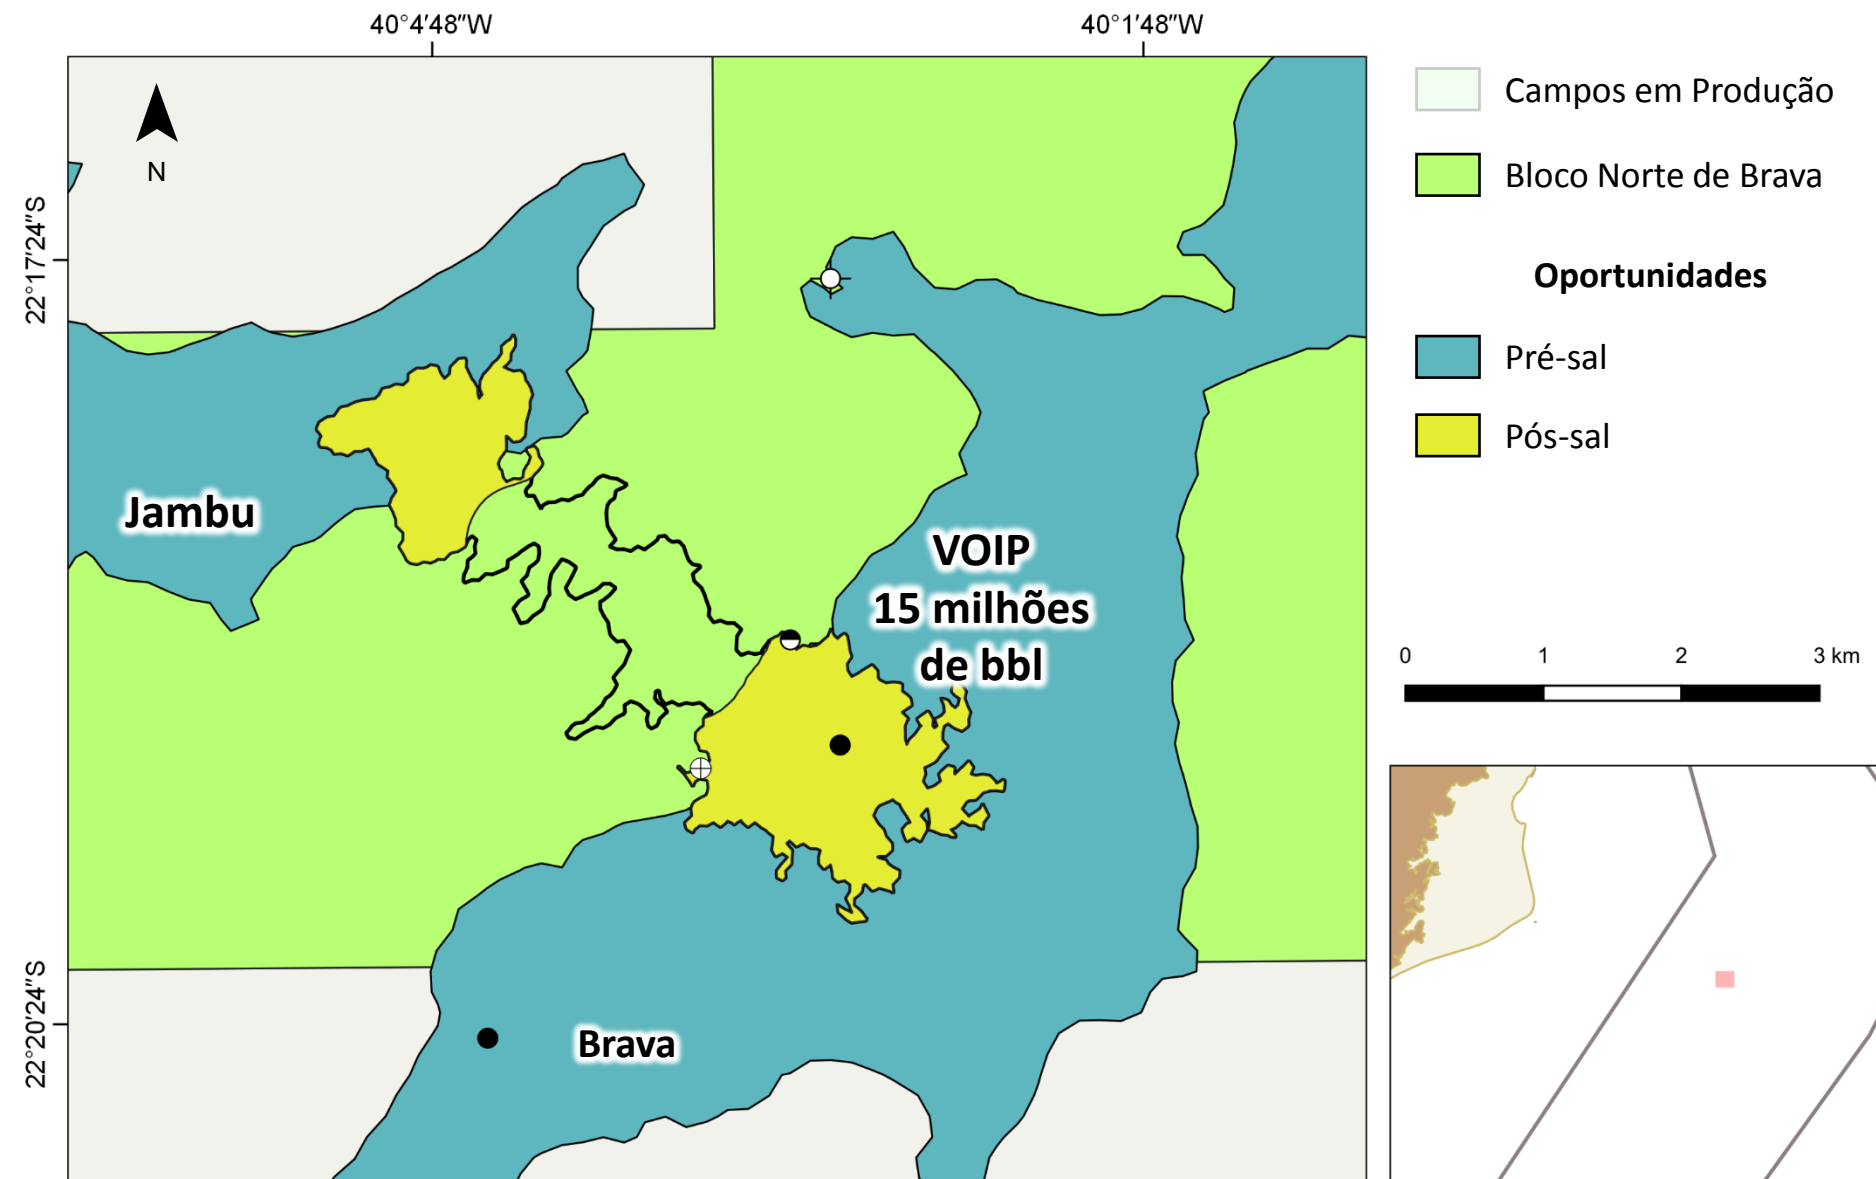 40°4'48"W
40°1'48"W
22°17'24"S
22°20'24"S
N
Jambu
VOIP
15 milhões
de bbl
Brava
Campos em Produção
Bloco Norte de Brava
Oportunidades
Pré-sal
Pós-sal
0 1 2 3 km